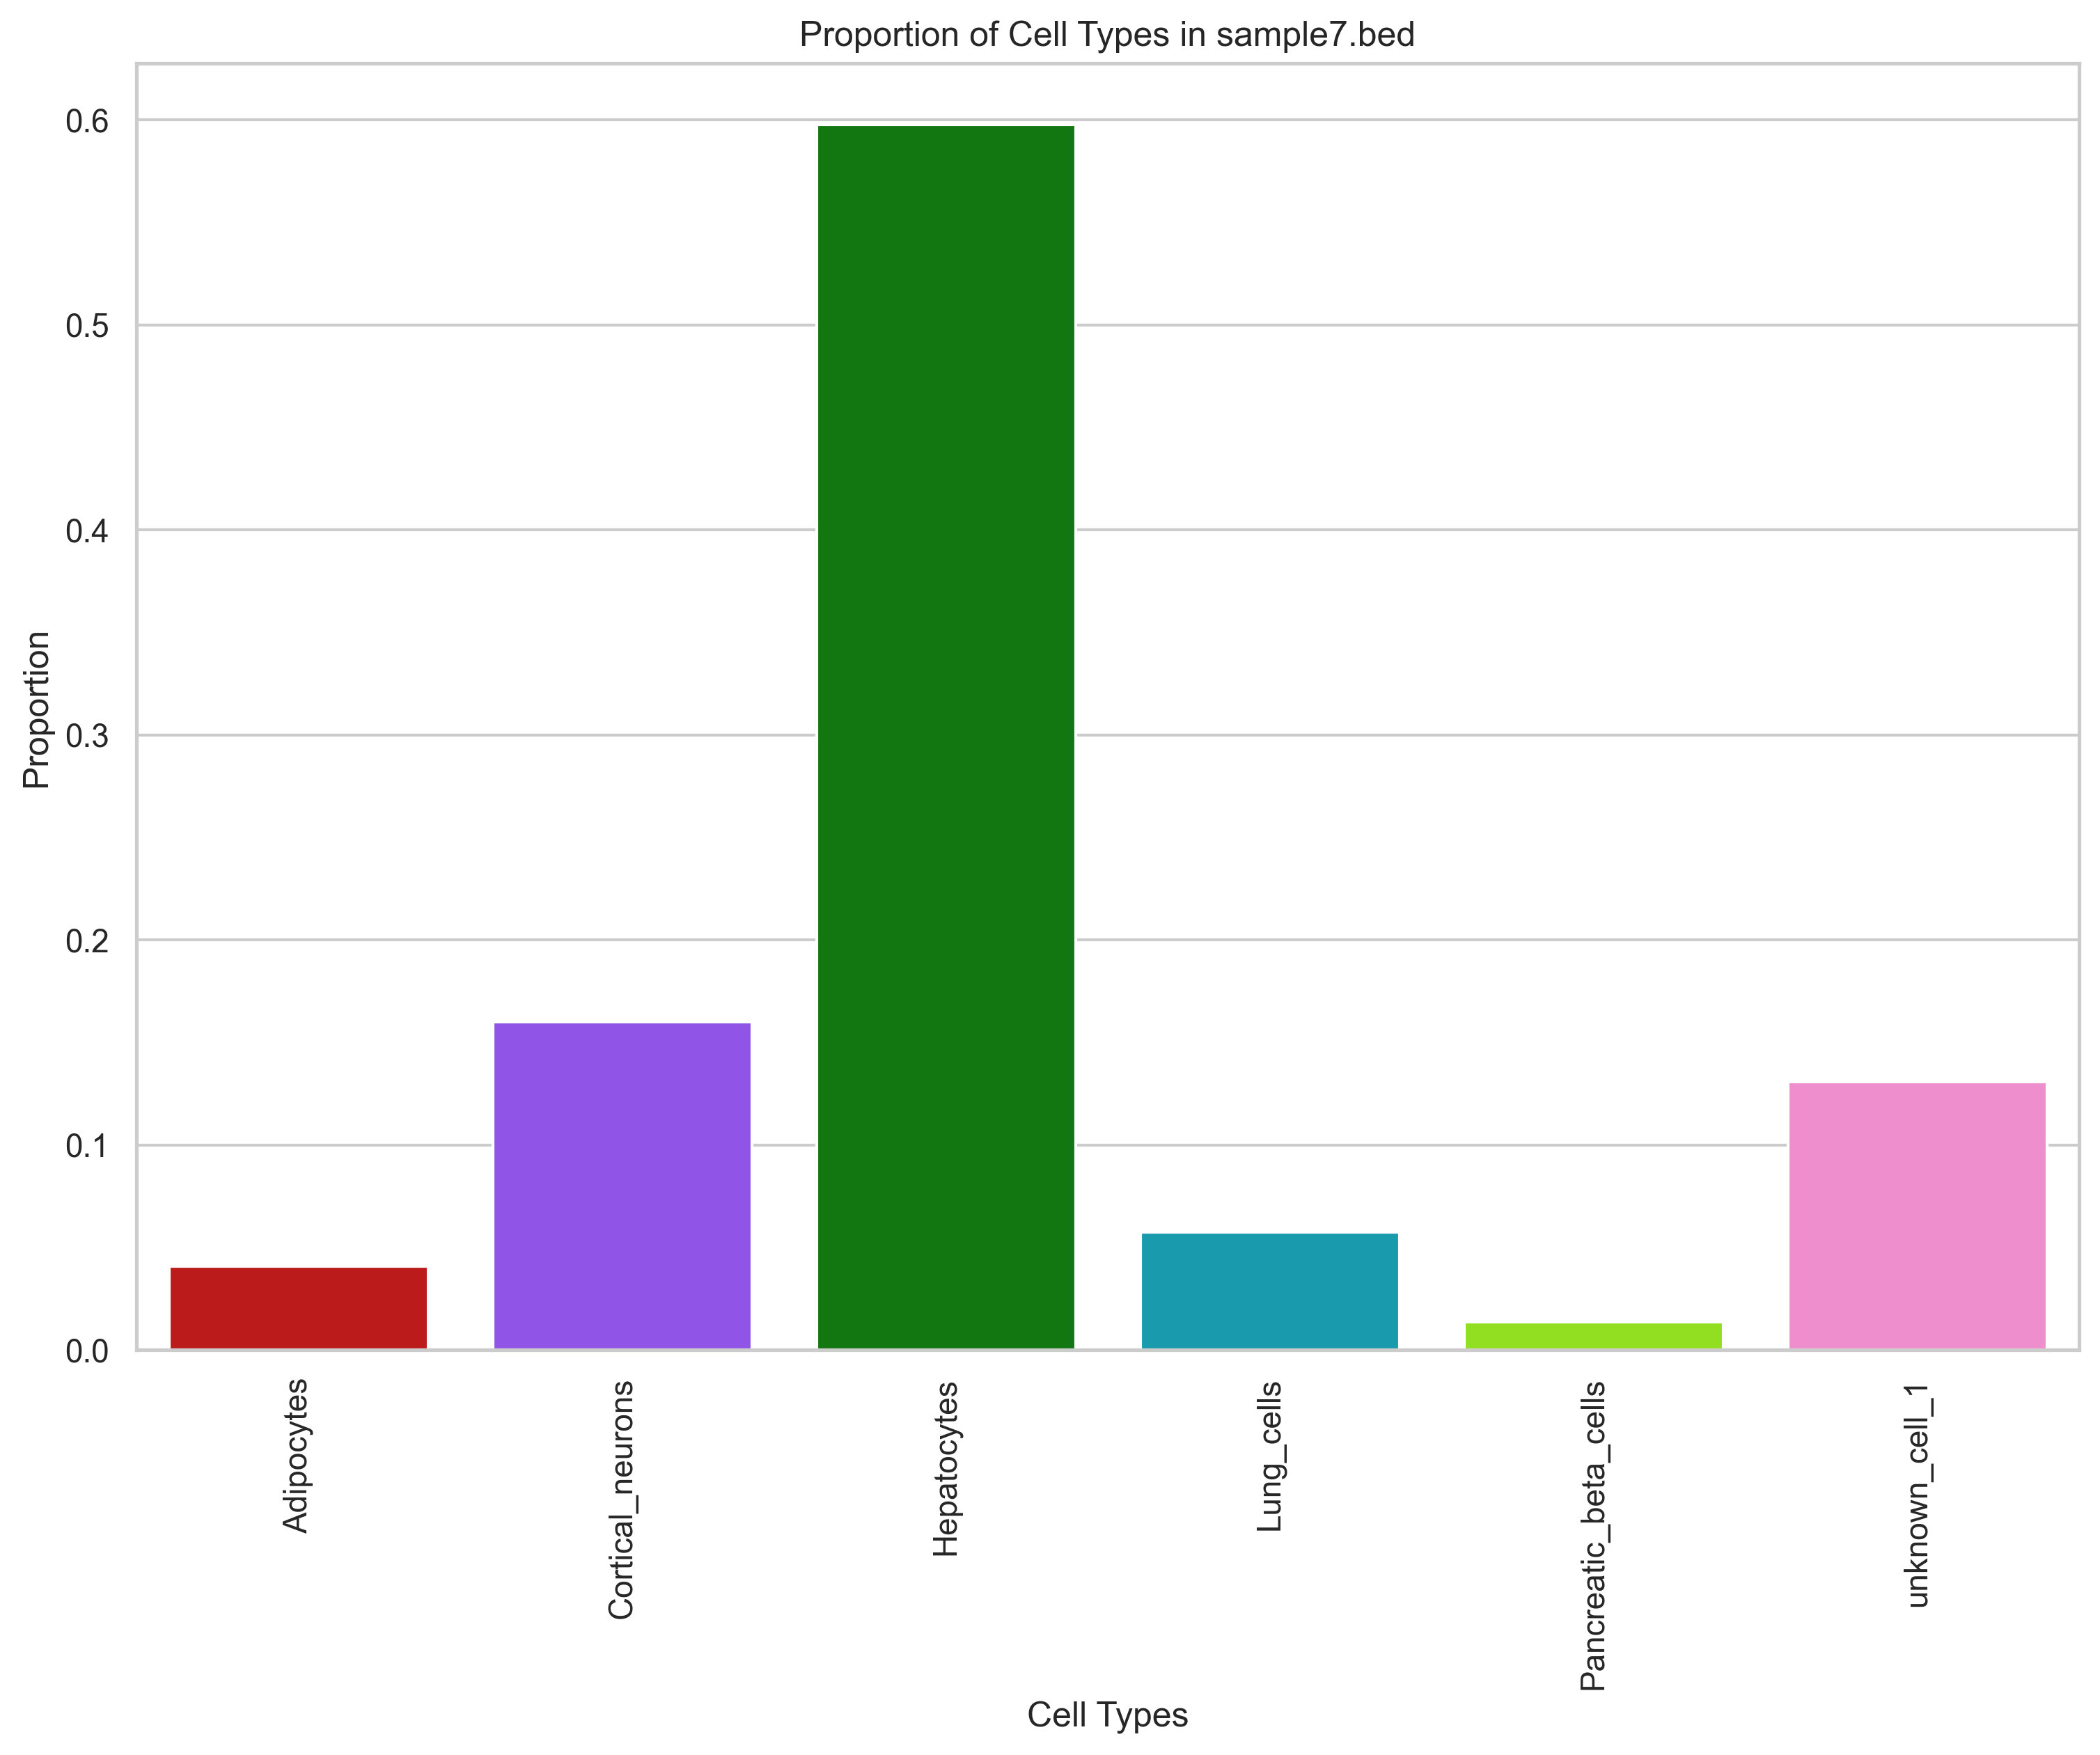 Proportion of Cell Types in sample7.bed
Proportion
0.6
0.5
0.4
0.3
0.2
0.1
0.0
Adipocytes
Cortical_neurons
Hepatocytes
Lung_cells
Pancreatic_beta_cells
unknown_cell_1
Cell Types